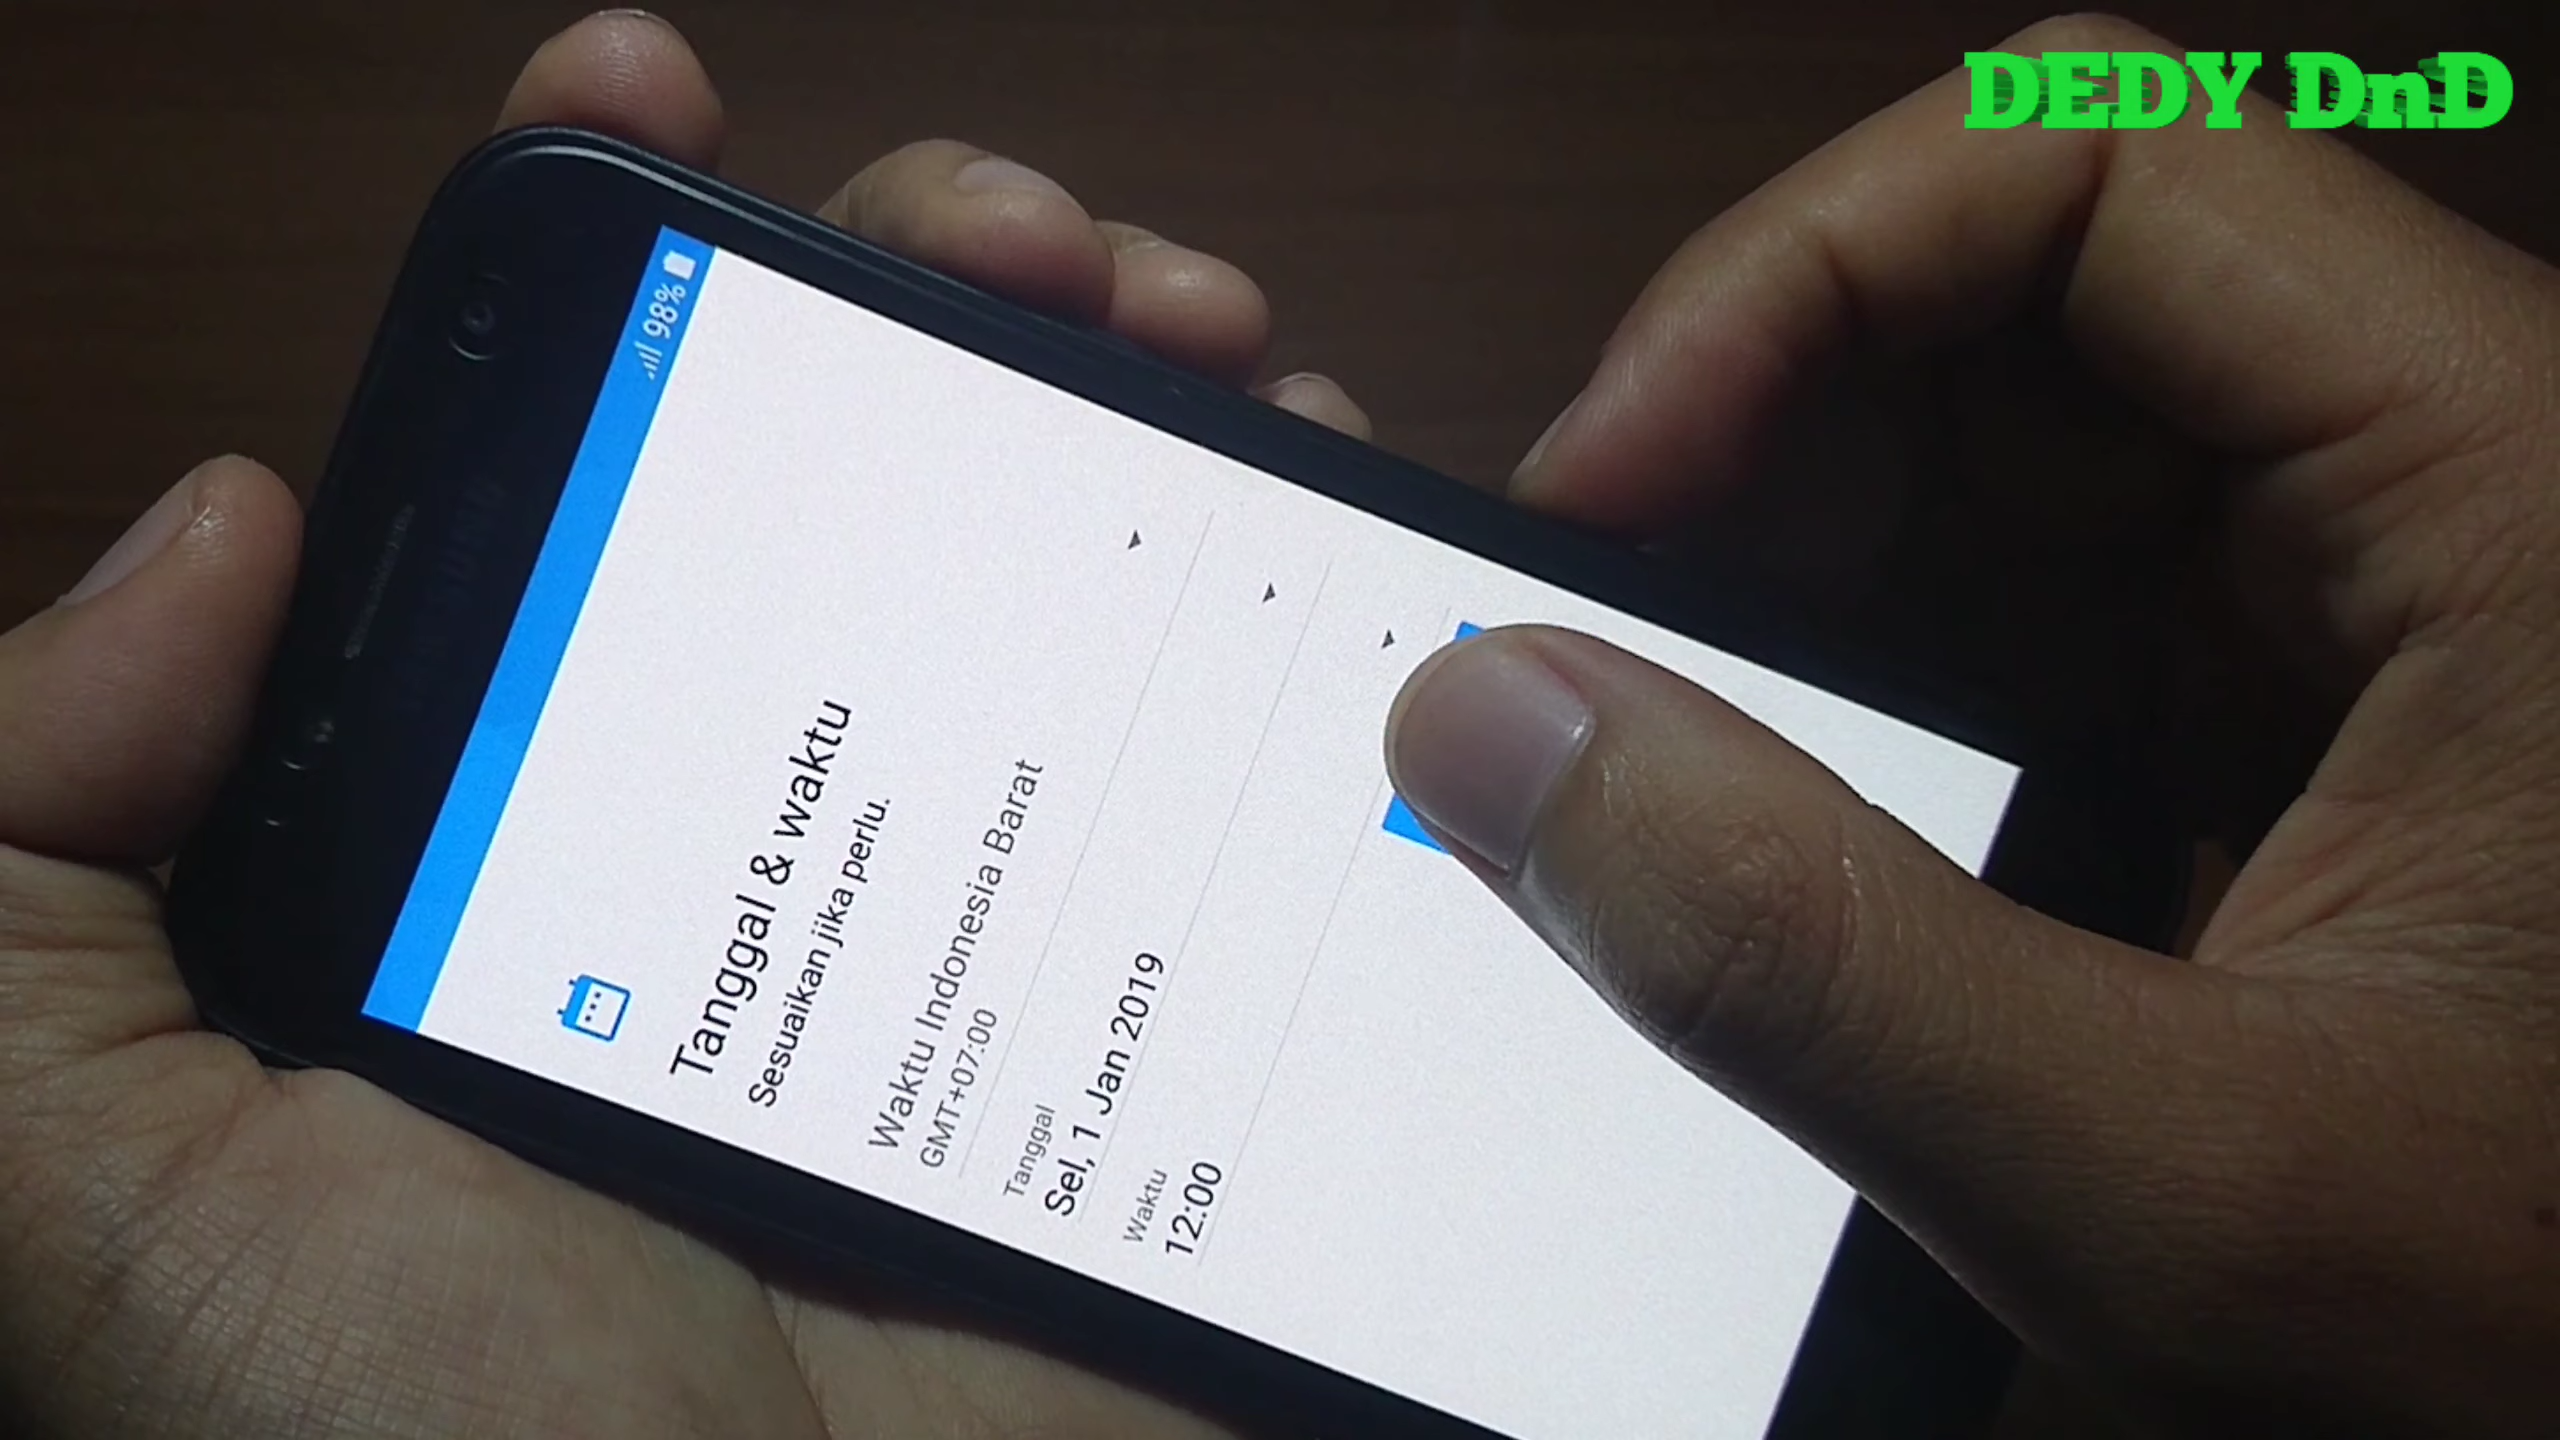 DEDY DnD
98%
SAMSUNG
Tanggal & waktu
Sesuaikan jika perlu.
Waktu Indonesia Barat
GMT+07:00
Tanggal
Sel, 1 Jan 2019
Waktu
12:00